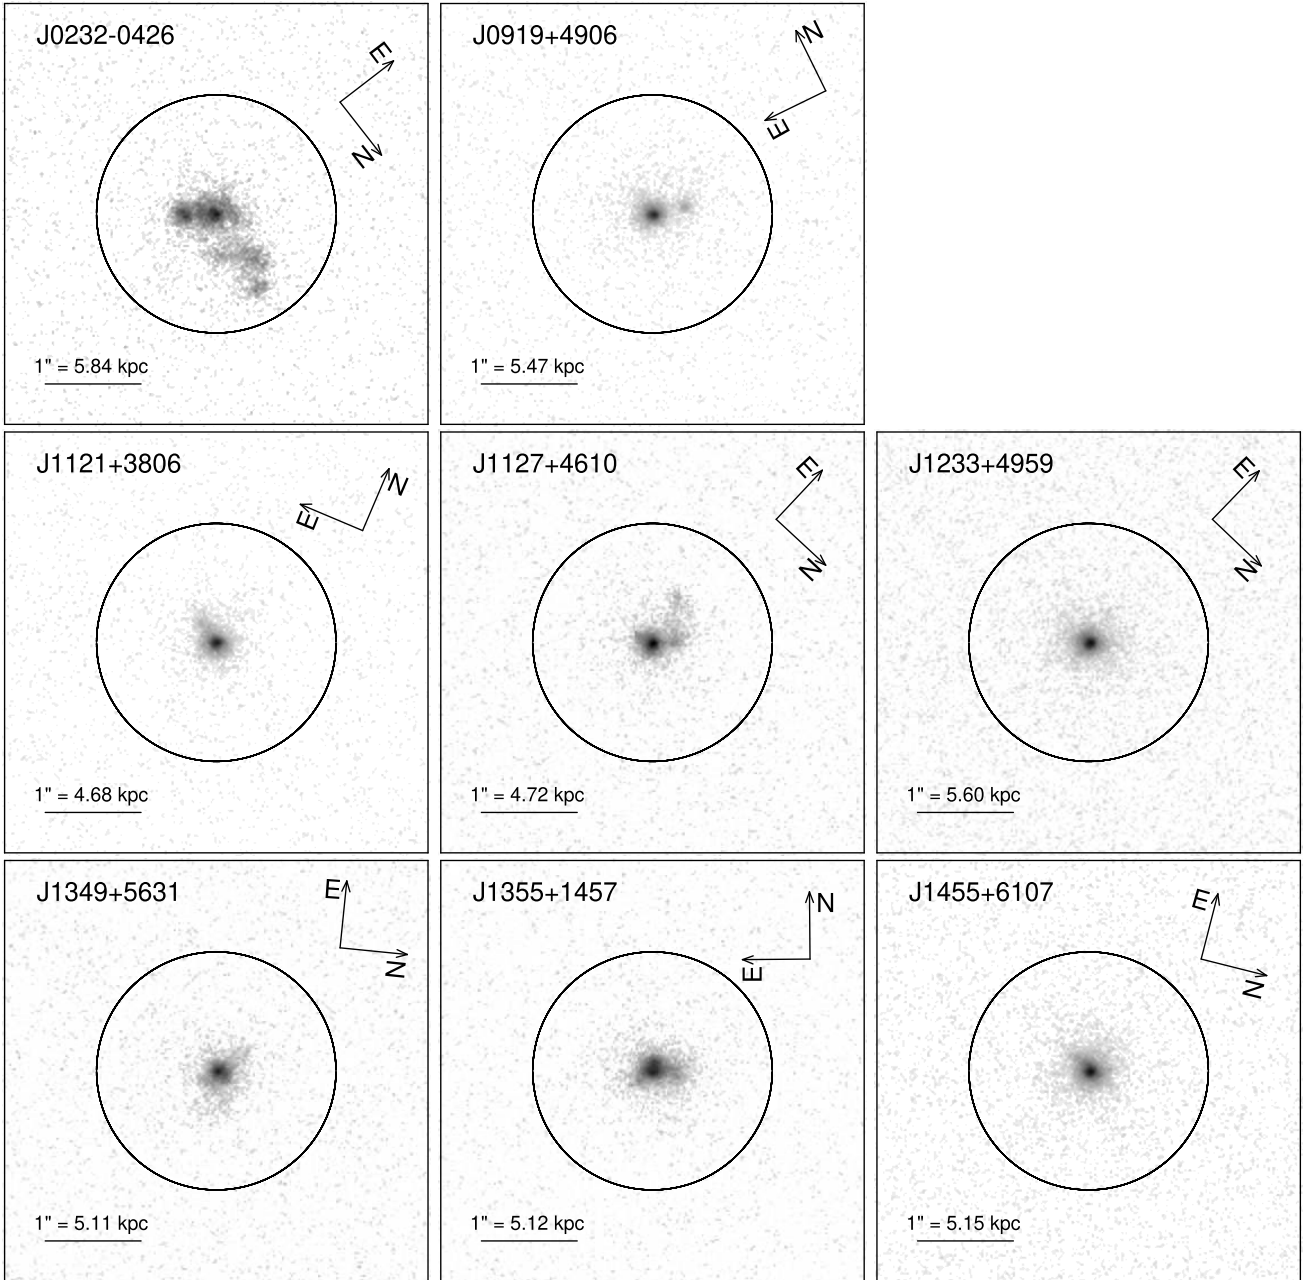 J0232-0426
E
N
1" = 5.84 kpc
J0919+4906
N
E
1" = 5.47 kpc
J1121+3806
N
E
1" = 4.68 kpc
J1127+4610
E
N
1" = 4.72 kpc
J1233+4959
E
N
1" = 5.60 kpc
J1349+5631
E
N
1" = 5.11 kpc
J1355+1457
N
E
1" = 5.12 kpc
J1455+6107
E
N
1" = 5.15 kpc